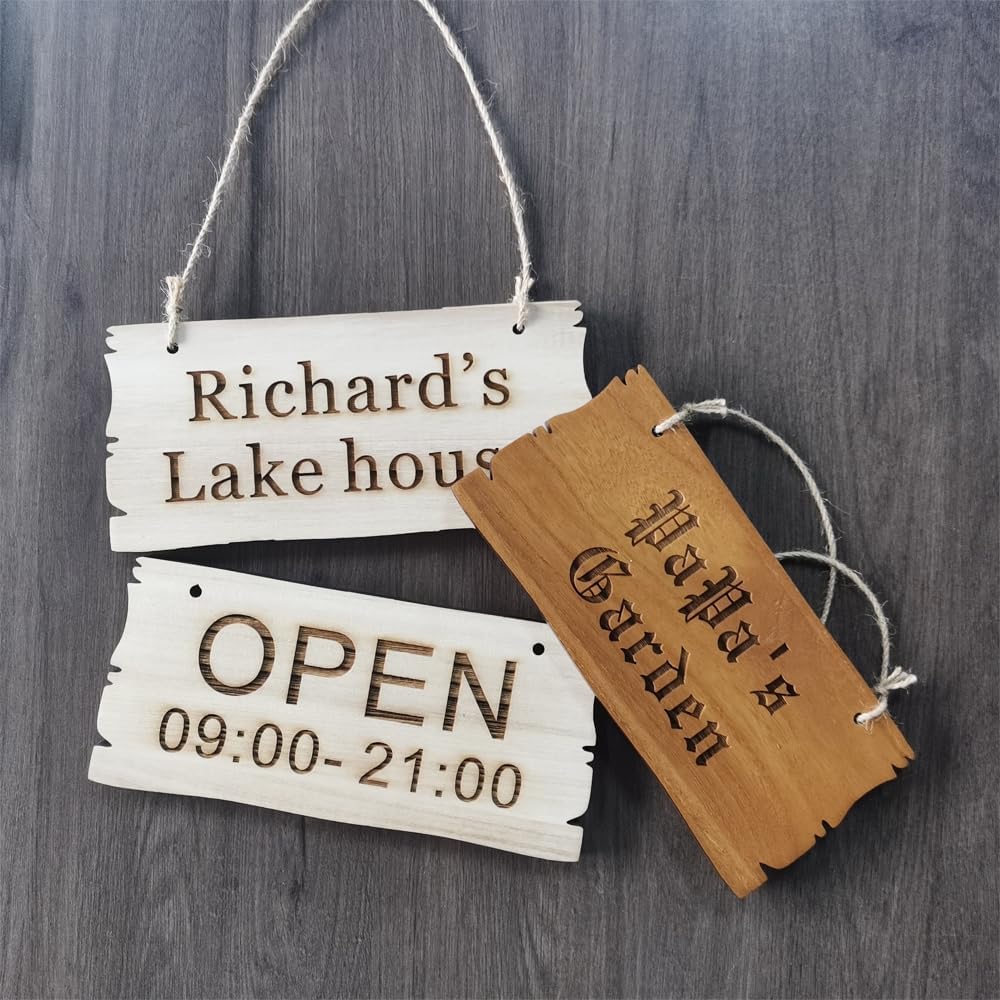 Richard's
Lake hous
OPEN
09:00- 21:00
PaPa's
Garden